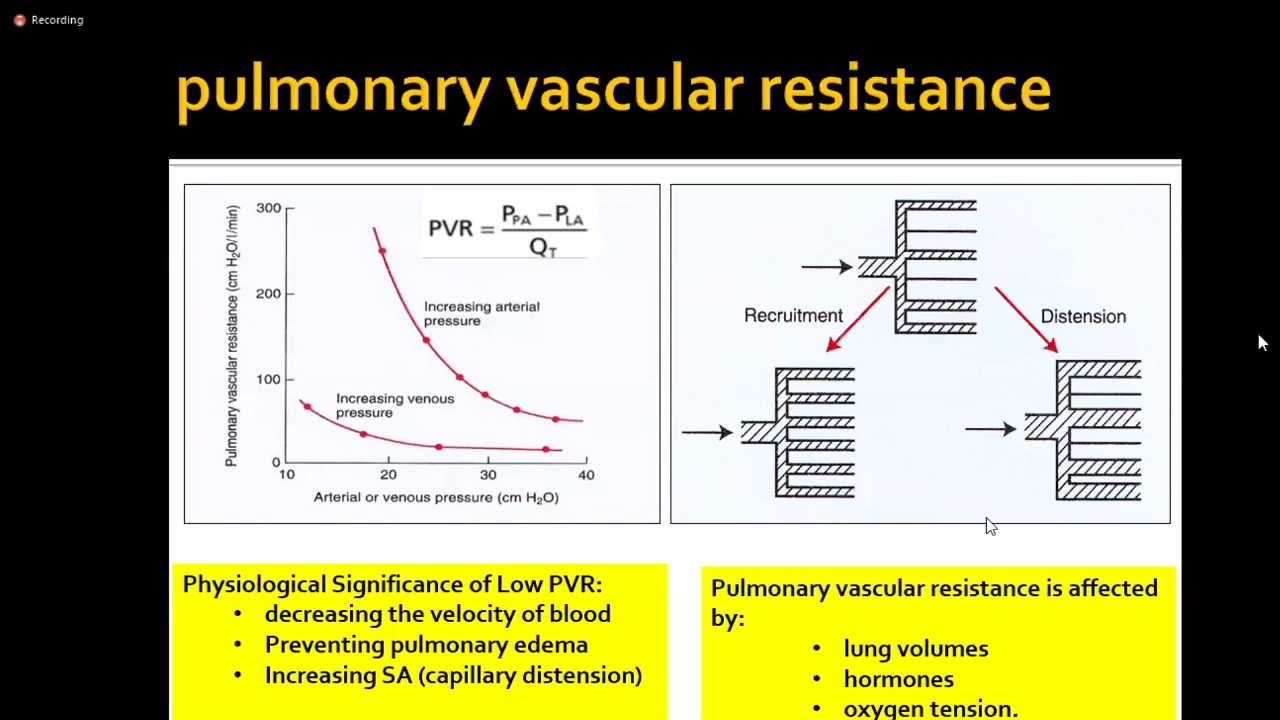 Recording
pulmonary vascular resistance
300
200
100
0
10
20
30
40
Pulmonary vascular resistance (cm H₂O/l/min)
Arterial or venous pressure (cm H₂O)
PVR = P_PA – P_LA / Q_T
Increasing arterial
pressure
Increasing venous
pressure
Recruitment
Distension
Physiological Significance of Low PVR:
• decreasing the velocity of blood
• Preventing pulmonary edema
• Increasing SA (capillary distension)
Pulmonary vascular resistance is affected
by:
• lung volumes
• hormones
• oxygen tension.